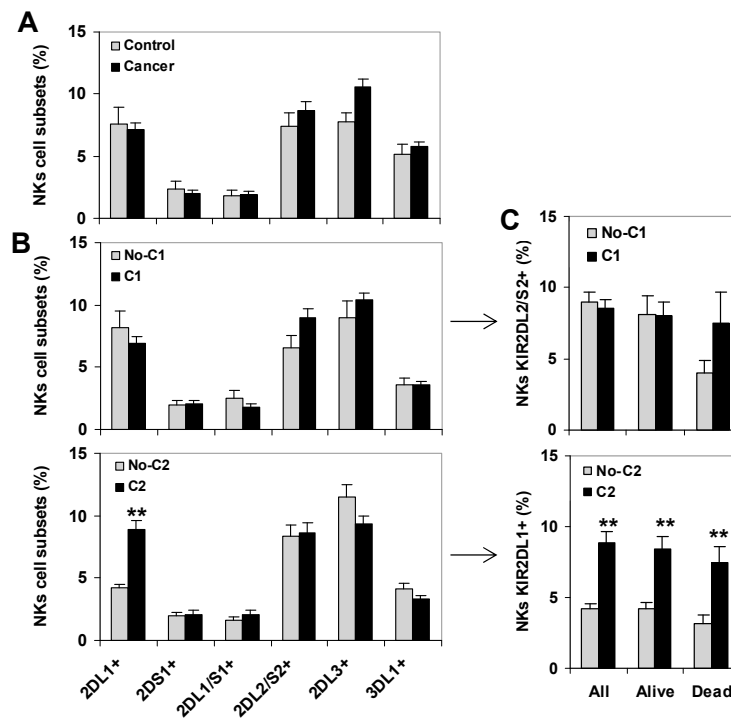 A
NKs cell subsets (%)
15
10
5
0
Control
Cancer
B
NKs cell subsets (%)
15
10
5
0
No-C1
C1
C
NKs KIR2DL2/S2+ (%)
15
10
5
0
No-C1
C1
NKs cell subsets (%)
15
10
5
0
No-C2
C2
**
2DL1+
2DS1+
2DL1/S1+
2DL2/S2+
2DL3+
3DL1+
NKs KIR2DL1+ (%)
15
10
5
0
No-C2
C2
**
**
**
All
Alive
Dead